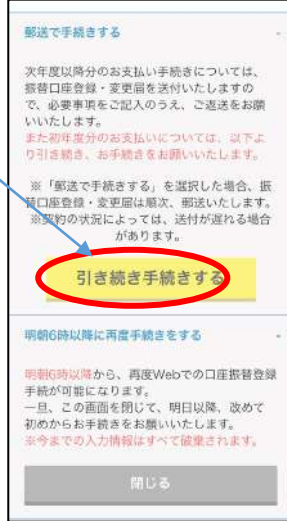 郵送で手続きする
次年度以降分のお支払い手続きについては、
振替口座登録・変更届を送付いたしますの
で、必要事項をご記入のうえ、ご返送をお願
いいたします。
また初年度分のお支払いについては、以下よ
り引き続き、お手続きをお願いいたします。
※「郵送で手続きする」を選択した場合、振
替口座登録・変更届は順次、郵送いたします。
※契約の状況によっては、送付が遅れる場合
があります。
引き続き手続きする
明朝6時以降に再度手続きをする
明朝6時以降から、再度Webでの口座振替登録
手続が可能になります。
一旦、この画面を閉じて、明日以降、改めて
初めからお手続きをお願いいたします。
※今までの入力情報はすべて破棄されます。
閉じる